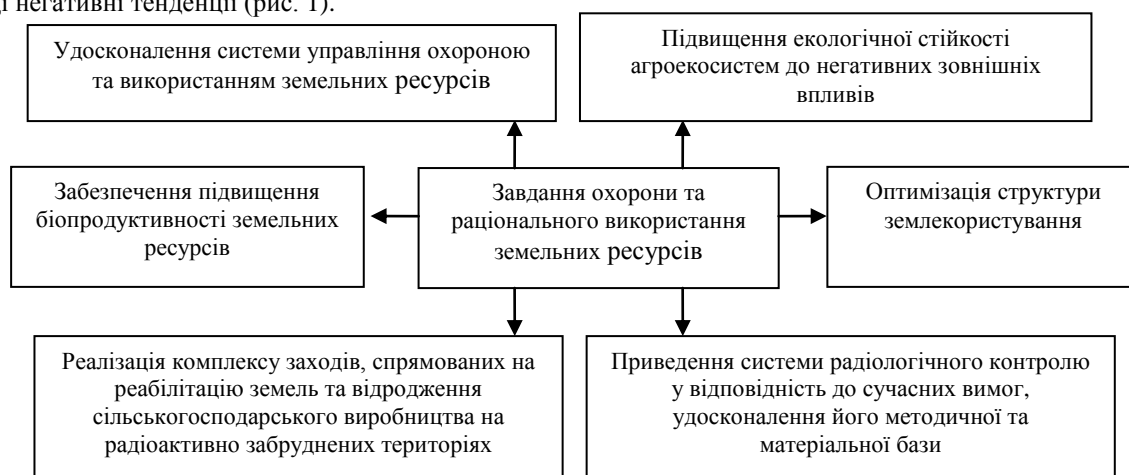 ці негативні тенденції (рис. 1).
Удосконалення системи управління охороною
та використанням земельних ресурсів
Підвищення екологічної стійкості
агроекосистем до негативних зовнішніх
впливів
Забезпечення підвищення
біопродуктивності земельних
ресурсів
Завдання охорони та
раціонального використання
земельних ресурсів
Оптимізація структури
землекористування
Реалізація комплексу заходів, спрямованих на
реабілітацію земель та відродження
сільськогосподарського виробництва на
радіоактивно забруднених територіях
Приведення системи радіологічного контролю
у відповідність до сучасних вимог,
удосконалення його методичної та
матеріальної бази